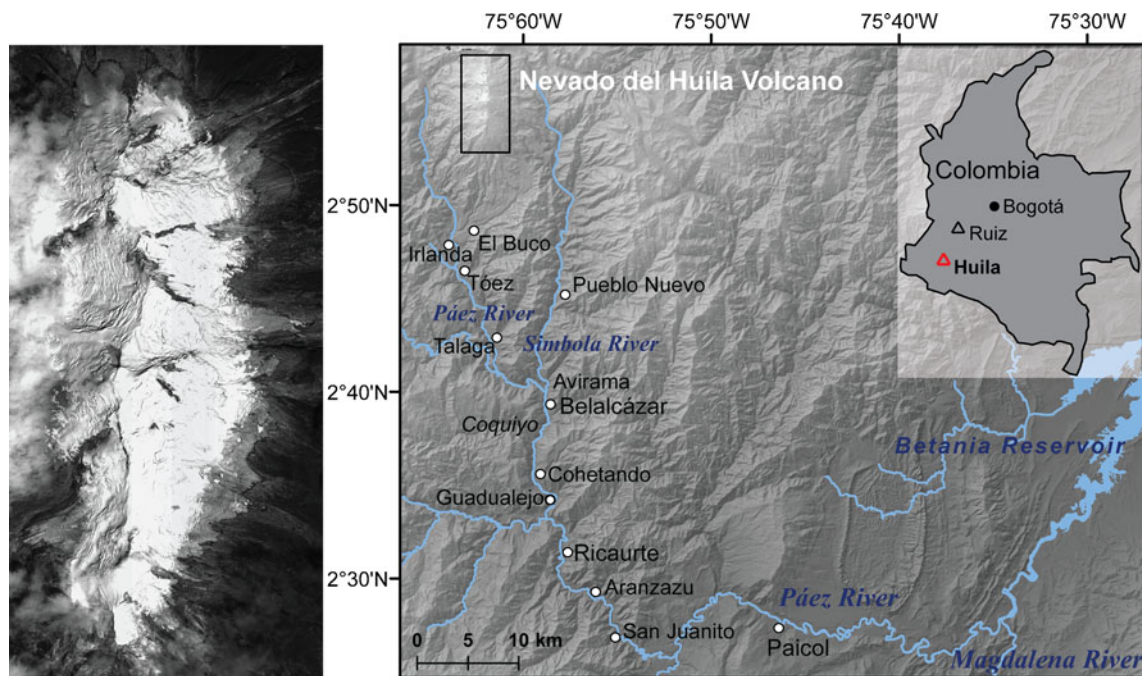 75°60'W
75°50'W
75°40'W
75°30'W
Nevado del Huila Volcano
Colombia
Bogotá
Ruiz
Huila
2°50'N
El Buco
Irlanda
Tóez
Pueblo Nuevo
Páez River
Talaga
Simbola River
2°40'N
Avirama
Belalcázar
Coquiyo
Betania Reservoir
Cohetando
Guadualejo
Ricaurte
2°30'N
Aranzazu
Páez River
San Juanito
0 5 10 km
Paicol
Magdalena River